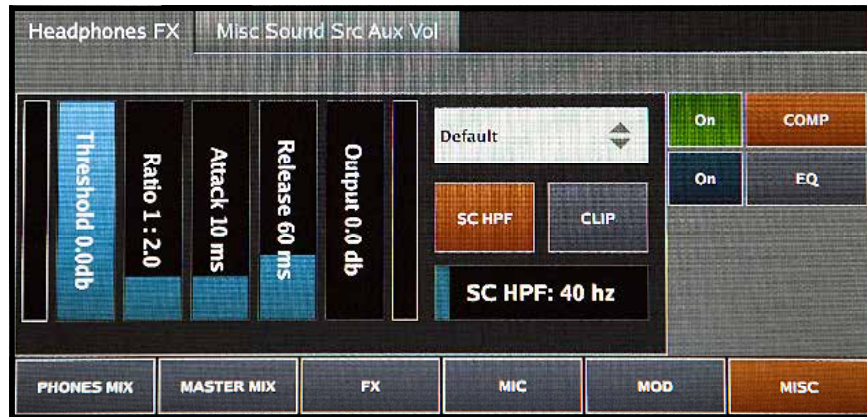 Headphones FX
Misc Sound Src Aux Vol
Threshold 0.0db
Ratio 1 : 2.0
Attack 10 ms
Release 60 ms
Output 0.0 db
Default
SC HPF
CLIP
SC HPF: 40 hz
On
COMP
On
EQ
PHONES MIX
MASTER MIX
FX
MIC
MOD
MISC